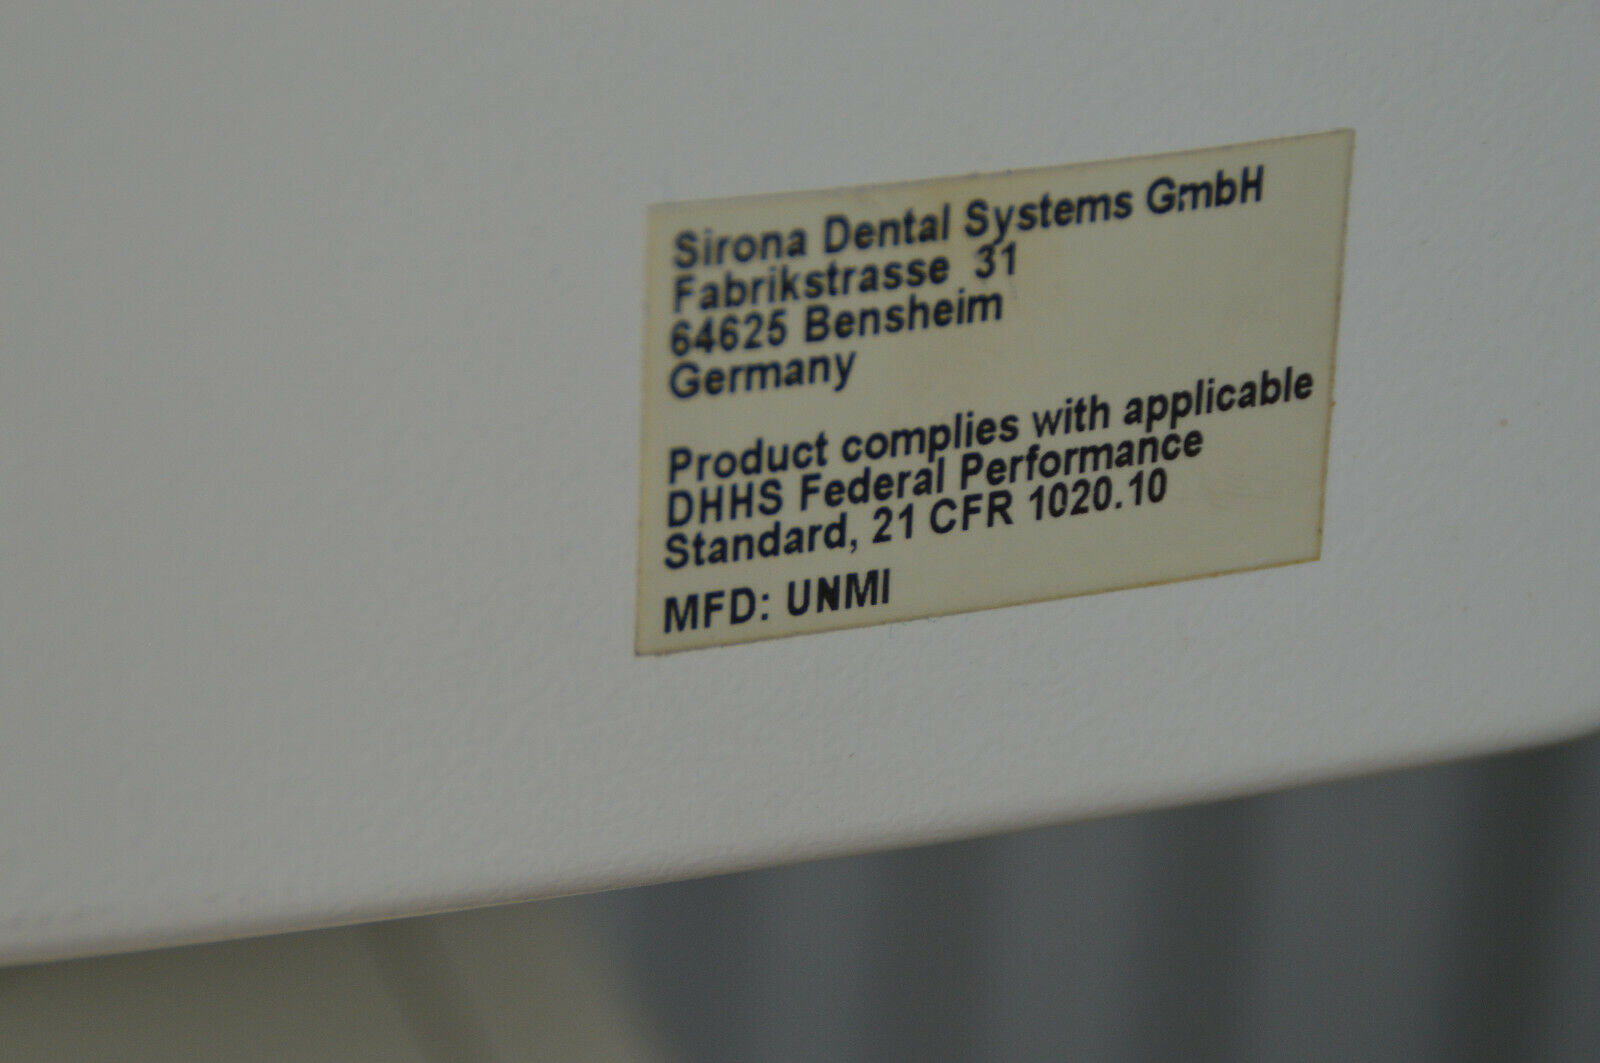 Sirona Dental Systems GmbH
Fabrikstrasse 31
64625 Bensheim
Germany
Product complies with applicable
DHHS Federal Performance
Standard, 21 CFR 1020.10
MFD: UNMI